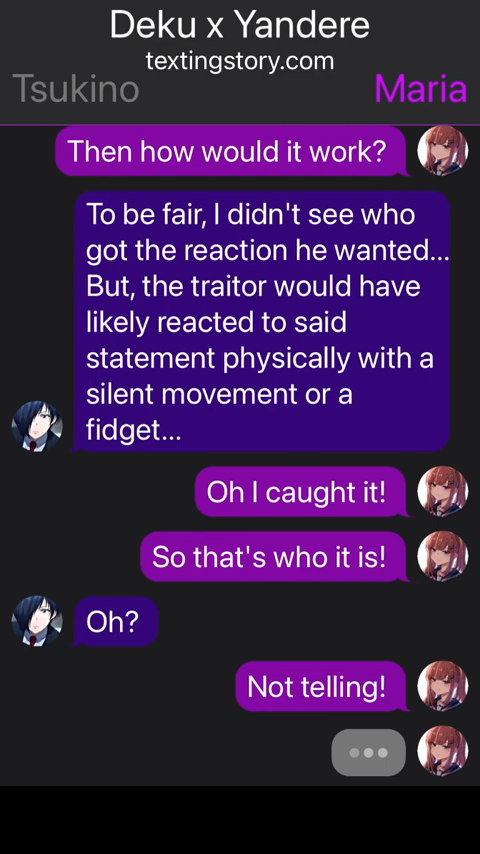 Deku x Yandere
textingstory.com
Tsukino
Maria
Then how would it work?
To be fair, I didn't see who
got the reaction he wanted...
But, the traitor would have
likely reacted to said
statement physically with a
silent movement or a
fidget...
Oh I caught it!
So that's who it is!
Oh?
Not telling!